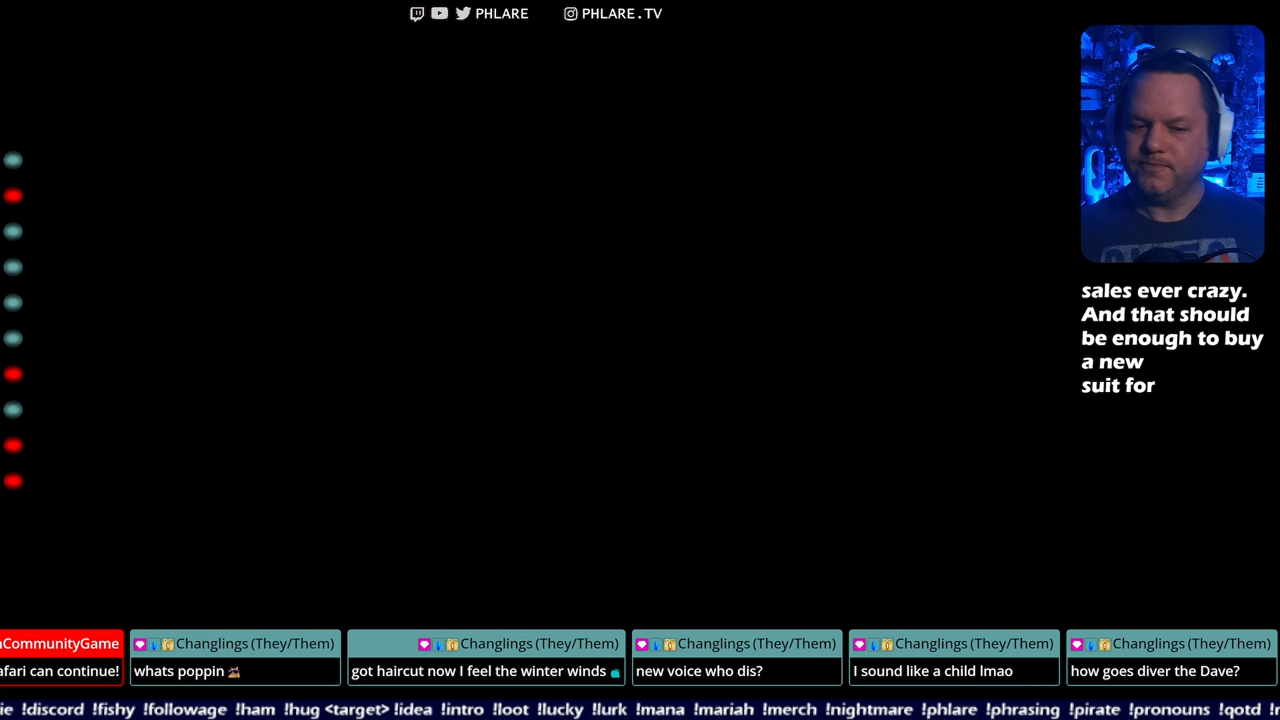 PHLARE PHLARE.TV
sales ever crazy.
And that should
be enough to buy
a new
suit for
CommunityGame
afari can continue!
Changlings (They/Them)
whats poppin
Changlings (They/Them)
got haircut now I feel the winter winds
Changlings (They/Them)
new voice who dis?
Changlings (They/Them)
I sound like a child lmao
Changlings (They/Them)
how goes diver the Dave?
ie !discord !fishy !followage !ham !hug <target> !idea !intro !loot !lucky !lurk !mana !mariah !merch !nightmare !phlare !phrasing !pirate !pronouns !qotd